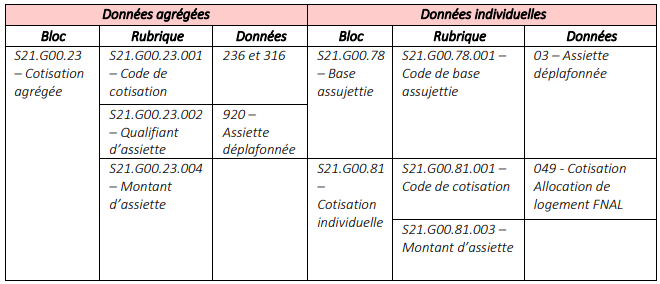 Données agrégées
Données individuelles
Bloc
Rubrique
Données
Bloc
Rubrique
Données
S21.G00.23
– Cotisation
agrégée
S21.G00.23.001
– Code de
cotisation
236 et 316
S21.G00.78
– Base
assujettie
S21.G00.78.001 –
Code de base
assujettie
03 – Assiette
déplafonnée
S21.G00.23.002
– Qualifiant
d’assiette
920 –
Assiette
déplafonnée
S21.G00.23.004
– Montant
d’assiette
S21.G00.81
–
Cotisation
individuelle
S21.G00.81.001 –
Code de cotisation
049 - Cotisation
Allocation de
logement FNAL
S21.G00.81.003 –
Montant d’assiette